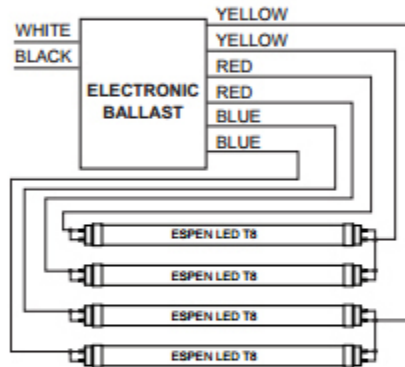 YELLOW
WHITE
YELLOW
BLACK
RED
ELECTRONIC
BALLAST
RED
BLUE
BLUE
ESPEN LED T8
ESPEN LED T8
ESPEN LED T8
ESPEN LED T8